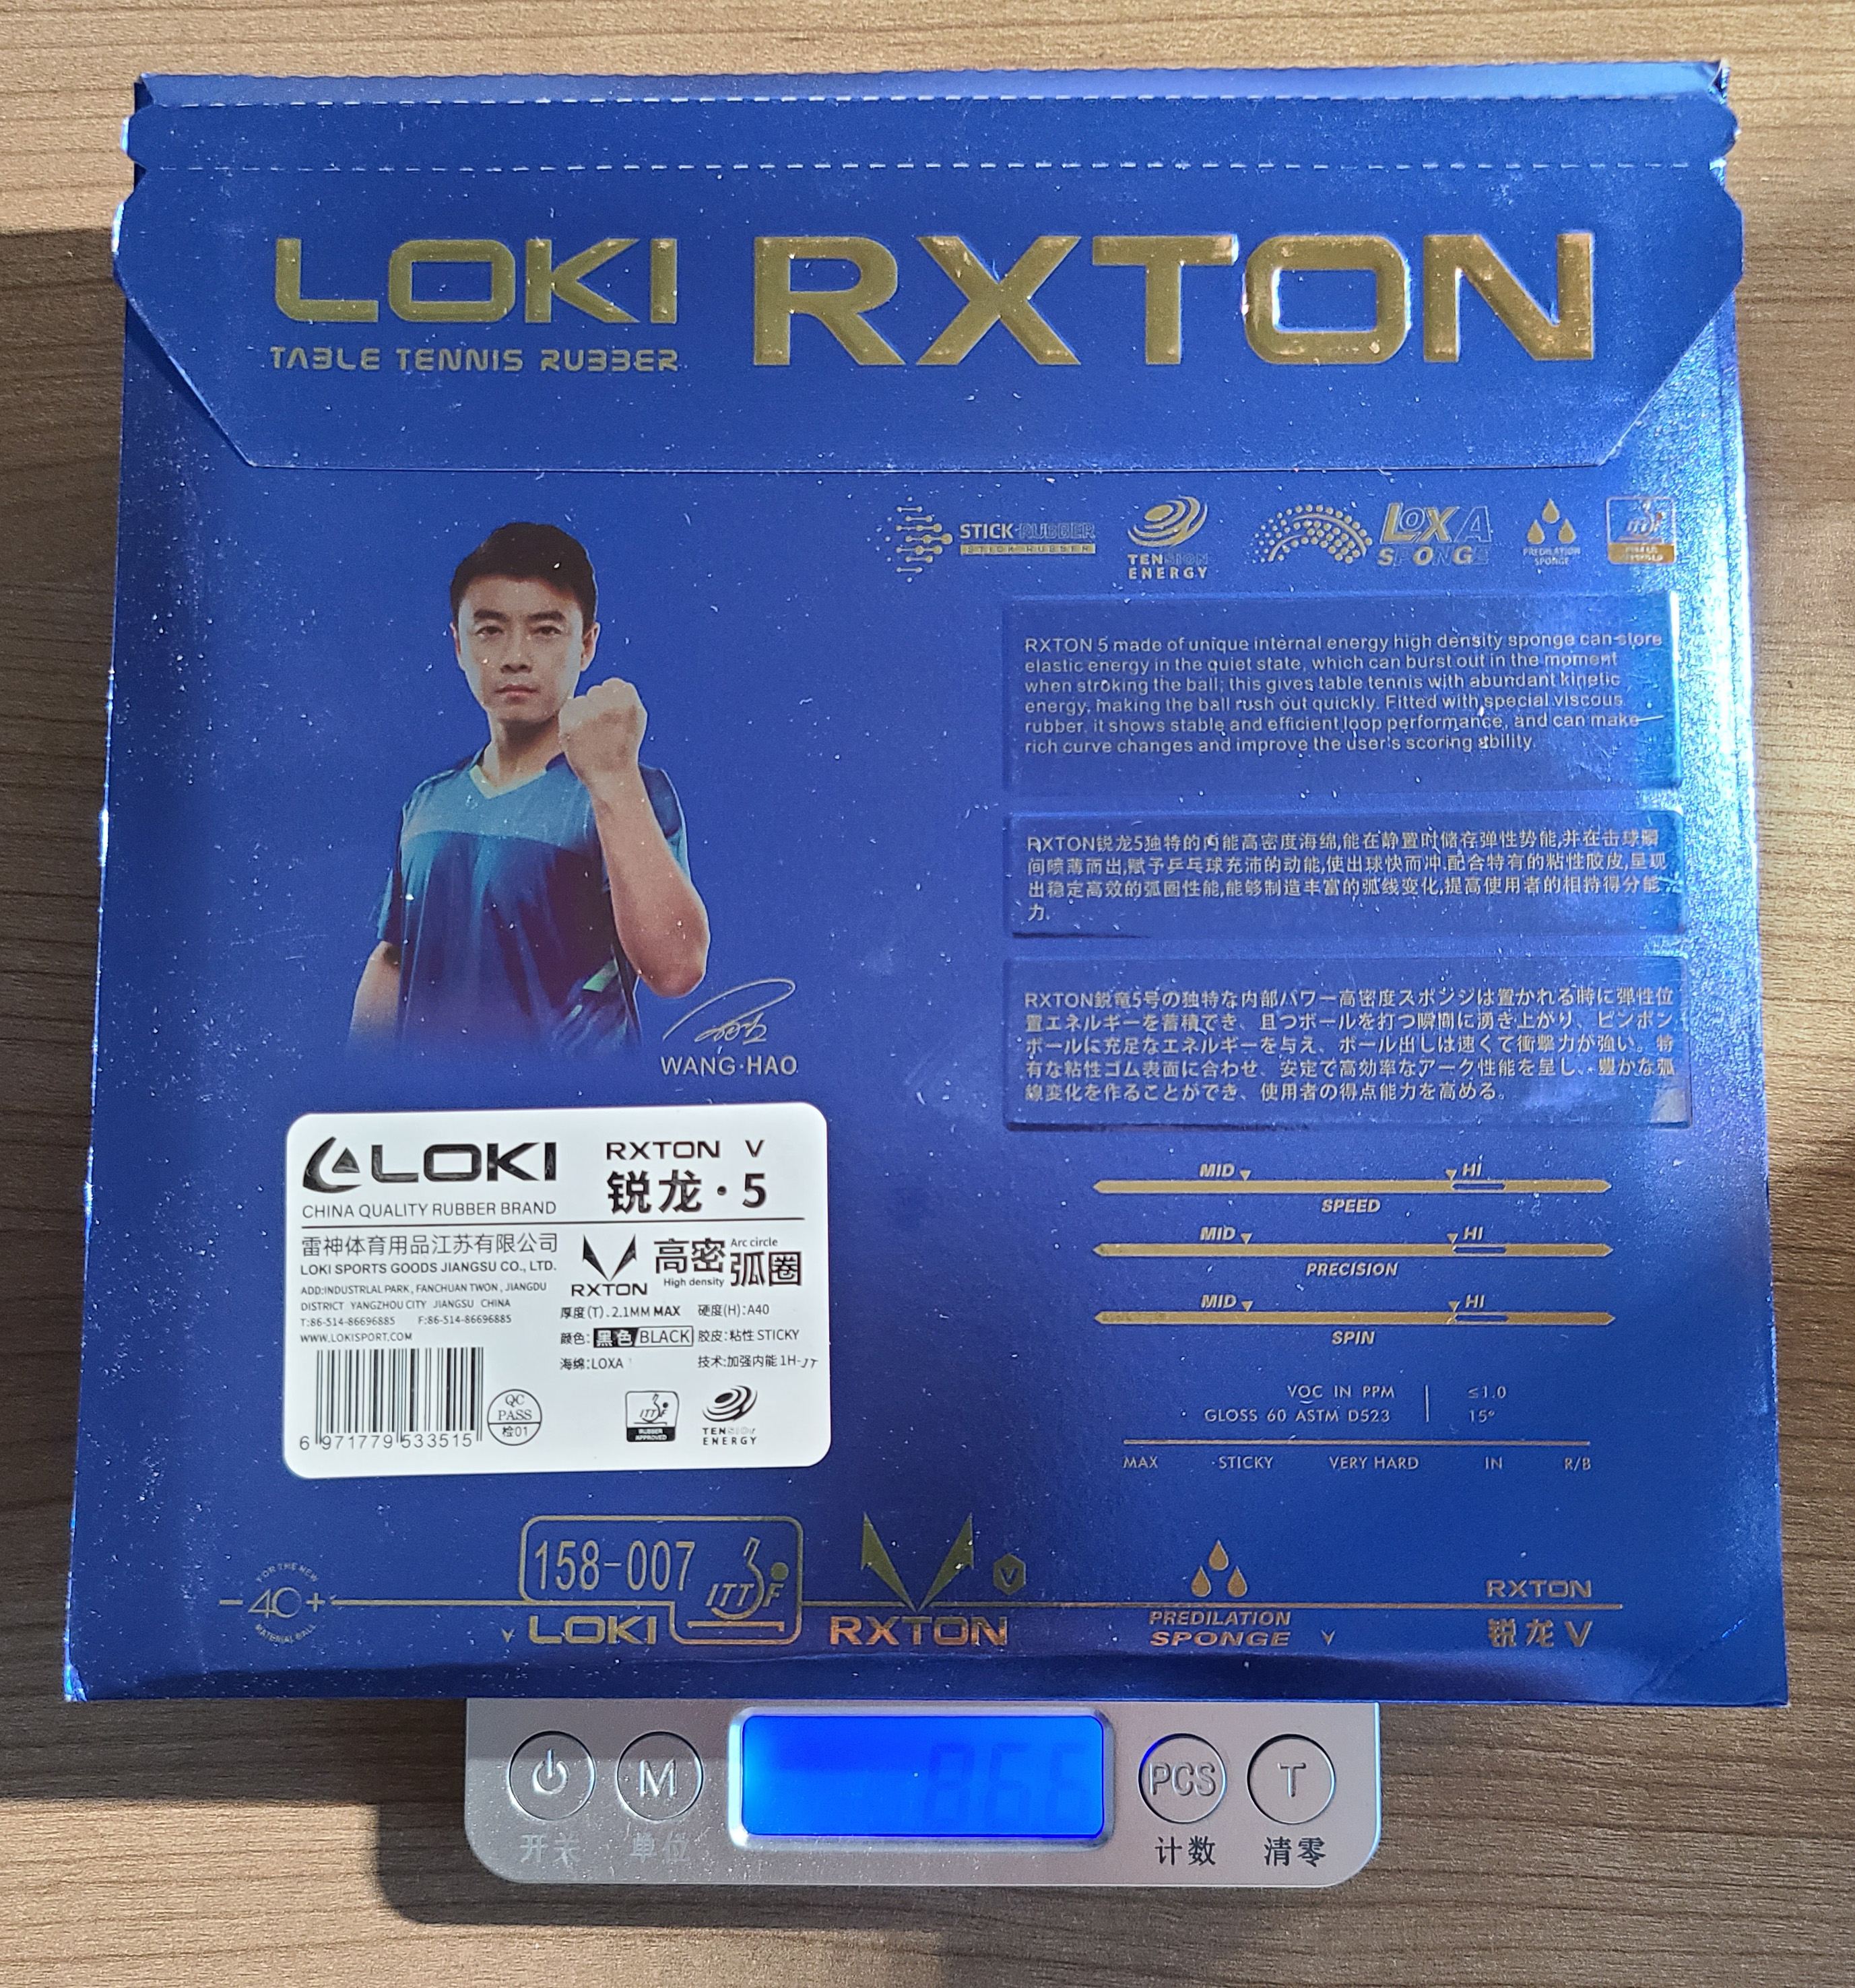 LOKI RXTON
TABLE TENNIS RUBBER
STICK RUBBER
STICK RUBBER
TENSION
ENERGY
LOXA
SPONGE
PREDILATION
SPONGE
RXTON 5 made of unique internal energy high density sponge can store
elastic energy in the quiet state, which can burst out in the moment
when stroking the ball; this gives table tennis with abundant kinetic
energy, making the ball rush out quickly. Fitted with special viscous
rubber, it shows stable and efficient loop performance, and can make
rich curve changes and improve the user's scoring ability.
RXTON锐龙5独特的内能高密度海绵,能在静置时储存弹性势能,并在击球瞬
间喷薄而出,赋予乒乓球充沛的动能,使出球快而冲.配合特有的粘性胶皮,呈现
出稳定高效的弧圈性能,能够制造丰富的弧线变化,提高使用者的相持得分能
力.
RXTON鋭竜5号の独特な内部パワー高密度スポンジは置かれる時に弾性位
置エネルギーを蓄積でき、且つボールを打つ瞬間に湧き上がり、ピンポン
ボールに充足なエネルギーを与え、ボール出しは速くて衝撃力が強い。特
有な粘性ゴム表面に合わせ、安定で高効率なアーク性能を呈し、豊かな弧
線変化を作ることができ、使用者の得点能力を高める。
WANG·HAO
LOKI
CHINA QUALITY RUBBER BRAND
RXTON V
锐龙·5
雷神体育用品江苏有限公司
LOKI SPORTS GOODS JIANGSU CO., LTD.
ADD:INDUSTRLAL PARK, FANCHUAN TWON, JIANGDU
DISTRICT YANGZHOU CITY JIANGSU CHINA
T:86-514-86696885 F:86-514-86696885
WWW.LOKISPORT.COM
RXTON
高密
High density
Arc circle
弧圈
厚度(T).2.1MM MAX 硬度(H):A40
颜色:黑色/BLACK 胶皮:粘性 STICKY
海绵:LOXA 技术:加强内能 1H-JT
6 971779 533515
QC
PASS
检01
ITTF
RUBBER
APPROVED
TENSION
ENERGY
MID HI
SPEED
MID HI
PRECISION
MID HI
SPIN
VOC IN PPM ≤1.0
GLOSS 60 ASTM D523 15°
MAX STICKY VERY HARD IN R/B
FOR THE NEW
40+
MATERIAL BALL
158-007
ITTF
LOKI
RXTON
V
PREDILATION
SPONGE
RXTON
锐龙 V
M
866
PCS
T
开关
单位
计数
清零